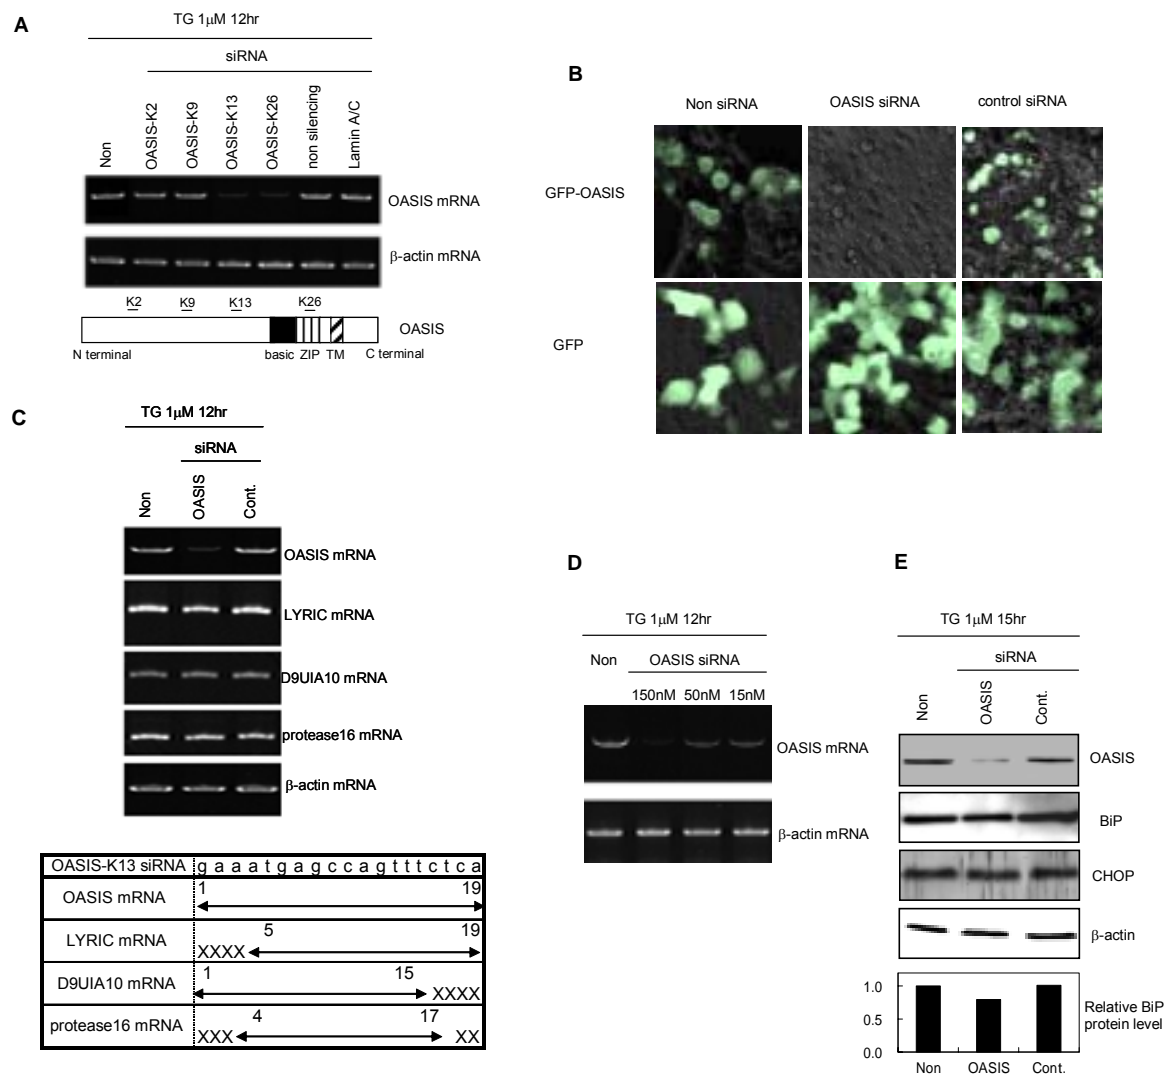 A
TG 1μM 12hr
siRNA
Non
OASIS-K2
OASIS-K9
OASIS-K13
OASIS-K26
non silencing
Lamin A/C
OASIS mRNA
β-actin mRNA
K2 K9 K13 K26
OASIS
N terminal basic ZIP TM C terminal
B
Non siRNA OASIS siRNA control siRNA
GFP-OASIS
GFP
C
TG 1μM 12hr
siRNA
Non
OASIS
Cont.
OASIS mRNA
LYRIC mRNA
D9UIA10 mRNA
protease16 mRNA
β-actin mRNA
OASIS-K13 siRNA g a a a t g a g c c a g t t t c t c a
OASIS mRNA 1 19
LYRIC mRNA XXXX 5 19
D9UIA10 mRNA 1 15 XXXX
protease16 mRNA XXX 4 17 XX
D
TG 1μM 12hr
Non OASIS siRNA
150nM 50nM 15nM
OASIS mRNA
β-actin mRNA
E
TG 1μM 15hr
siRNA
Non
OASIS
Cont.
OASIS
BiP
CHOP
β-actin
1.0
0.5
0.0
Relative BiP
protein level
Non OASIS Cont.